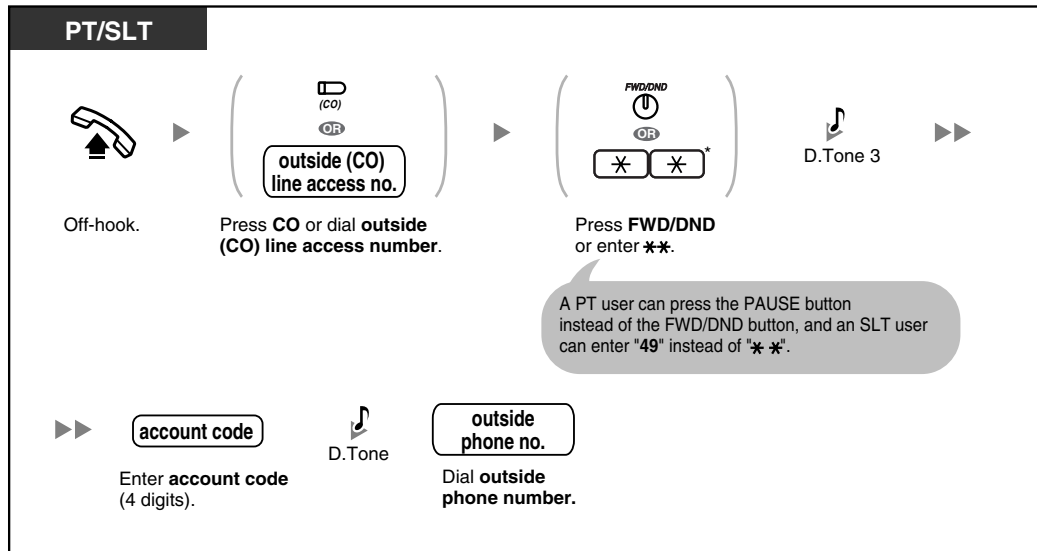 PT/SLT
(CO)
OR
outside (CO)
line access no.
FWD/DND
OR
* * *
D.Tone 3
Off-hook.
Press CO or dial outside
(CO) line access number.
Press FWD/DND
or enter **.
A PT user can press the PAUSE button
instead of the FWD/DND button, and an SLT user
can enter "49" instead of "* *".
account code
D.Tone
outside
phone no.
Enter account code
(4 digits).
Dial outside
phone number.